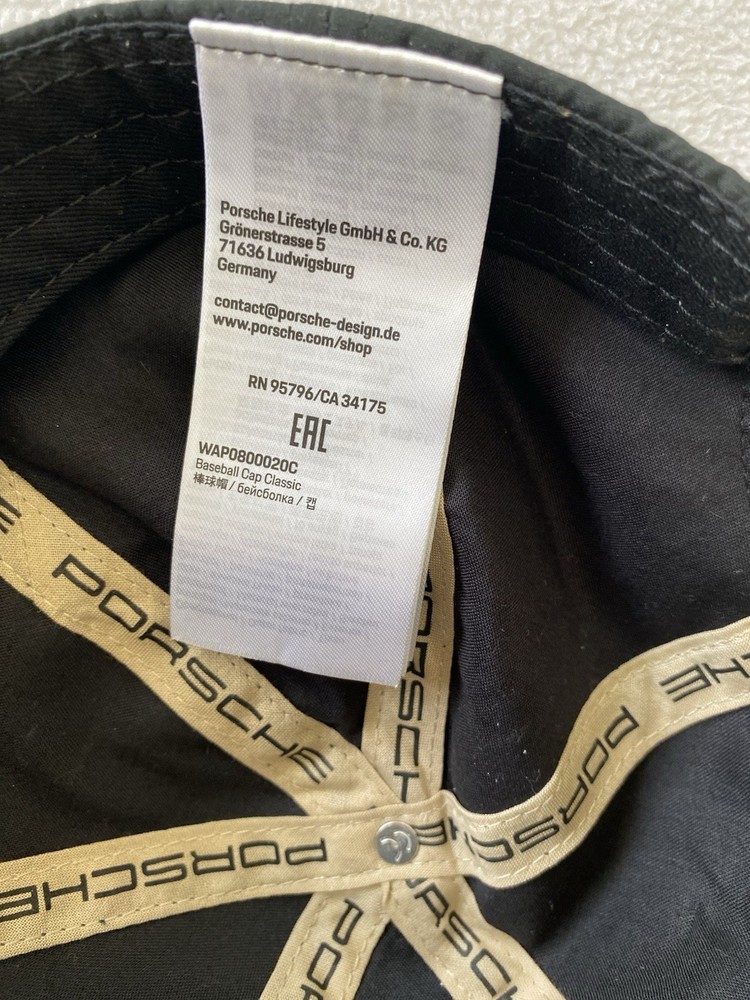 Porsche Lifestyle GmbH & Co. KG
Grönerstrasse 5
71636 Ludwigsburg
Germany
contact@porsche-design.de
www.porsche.com/shop
RN 95796/CA 34175
EAC
WAP0800020C
Baseball Cap Classic
棒球帽 / бейсболка / 캡
PORSCHE
PORSCHE
PORSCHE
PORSCHE